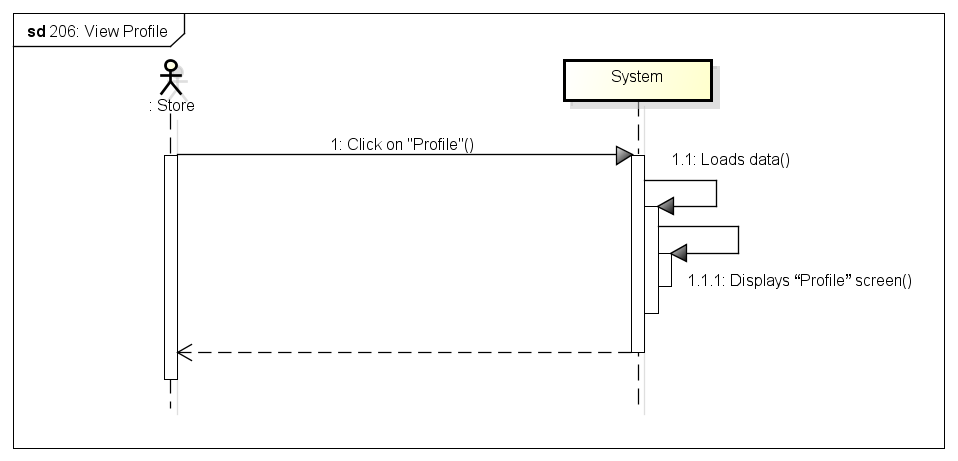 sd 206: View Profile
: Store
System
1: Click on "Profile"()
1.1: Loads data()
1.1.1: Displays “Profile” screen()